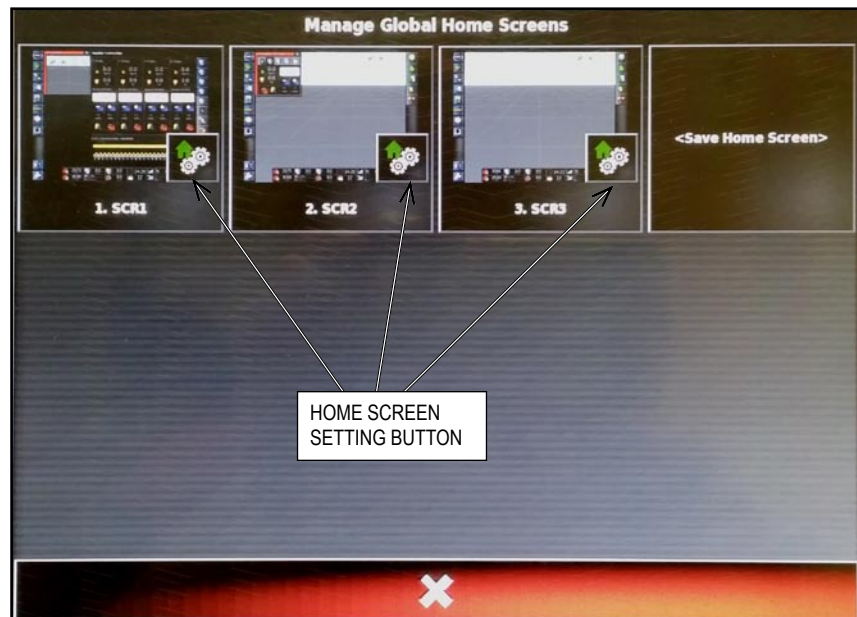 Manage Global Home Screens
<Save Home Screen>
1. SCR1
2. SCR2
3. SCR3
HOME SCREEN
SETTING BUTTON